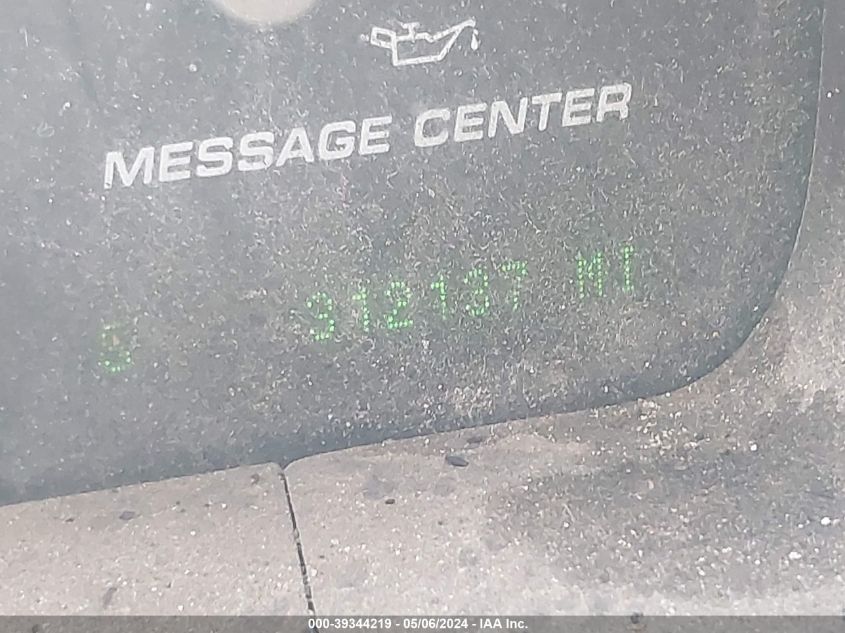 MESSAGE CENTER
S 312137 MI
000-39344219 - 05/06/2024 - IAA Inc.